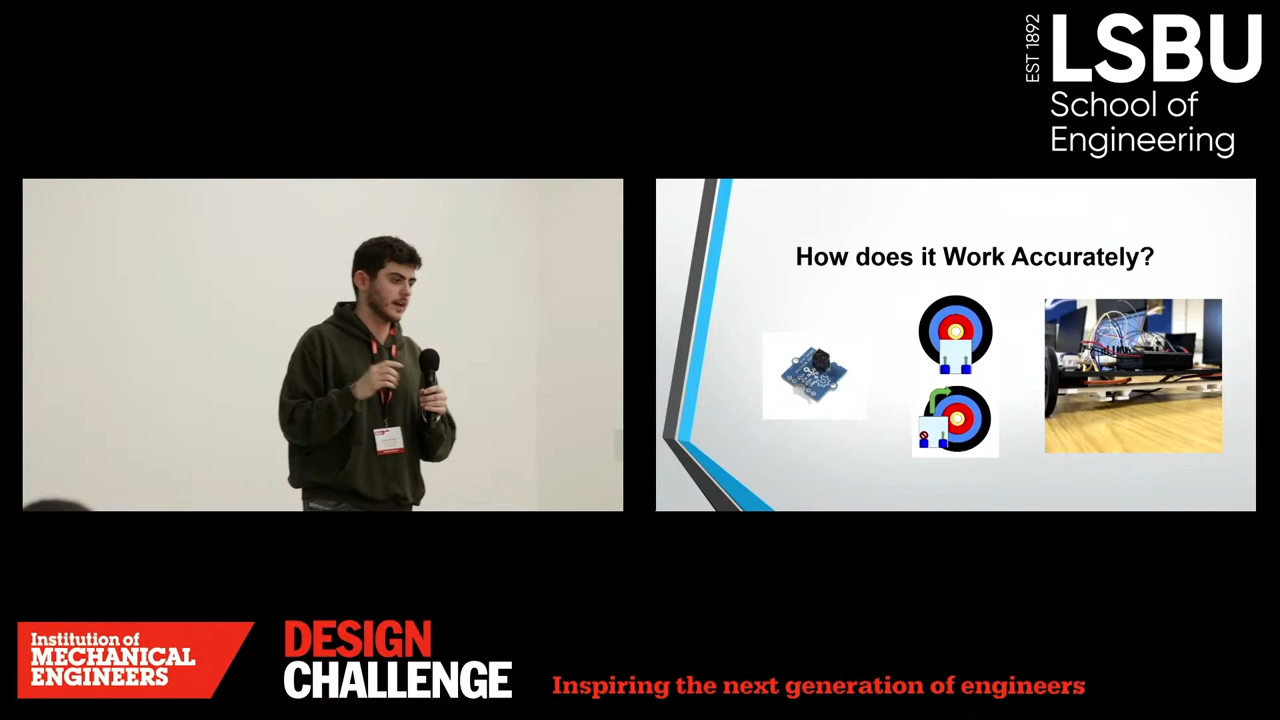 EST 1892
LSBU
School of
Engineering
How does it Work Accurately?
Institution of
MECHANICAL
ENGINEERS
DESIGN
CHALLENGE
Inspiring the next generation of engineers